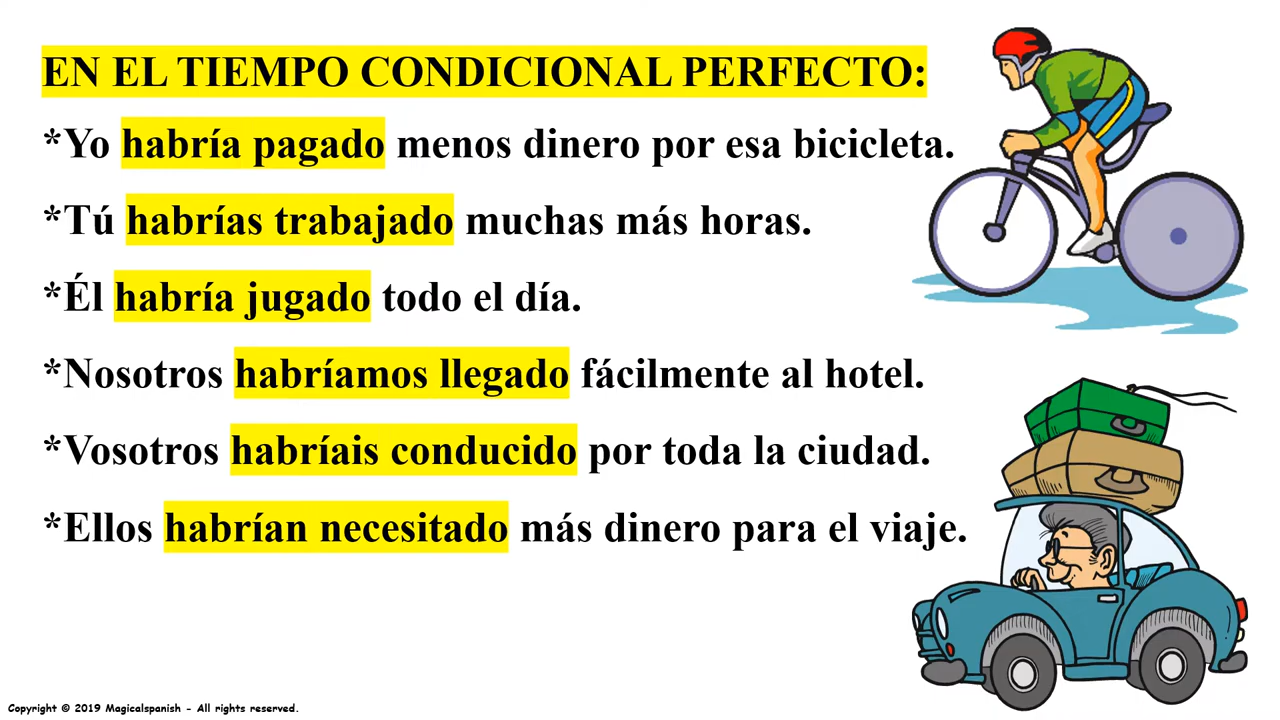 EN EL TIEMPO CONDICIONAL PERFECTO:
*Yo habría pagado menos dinero por esa bicicleta.
*Tú habrías trabajado muchas más horas.
*Él habría jugado todo el día.
*Nosotros habríamos llegado fácilmente al hotel.
*Vosotros habríais conducido por toda la ciudad.
*Ellos habrían necesitado más dinero para el viaje.
Copyright © 2019 Magicalspanish - All rights reserved.